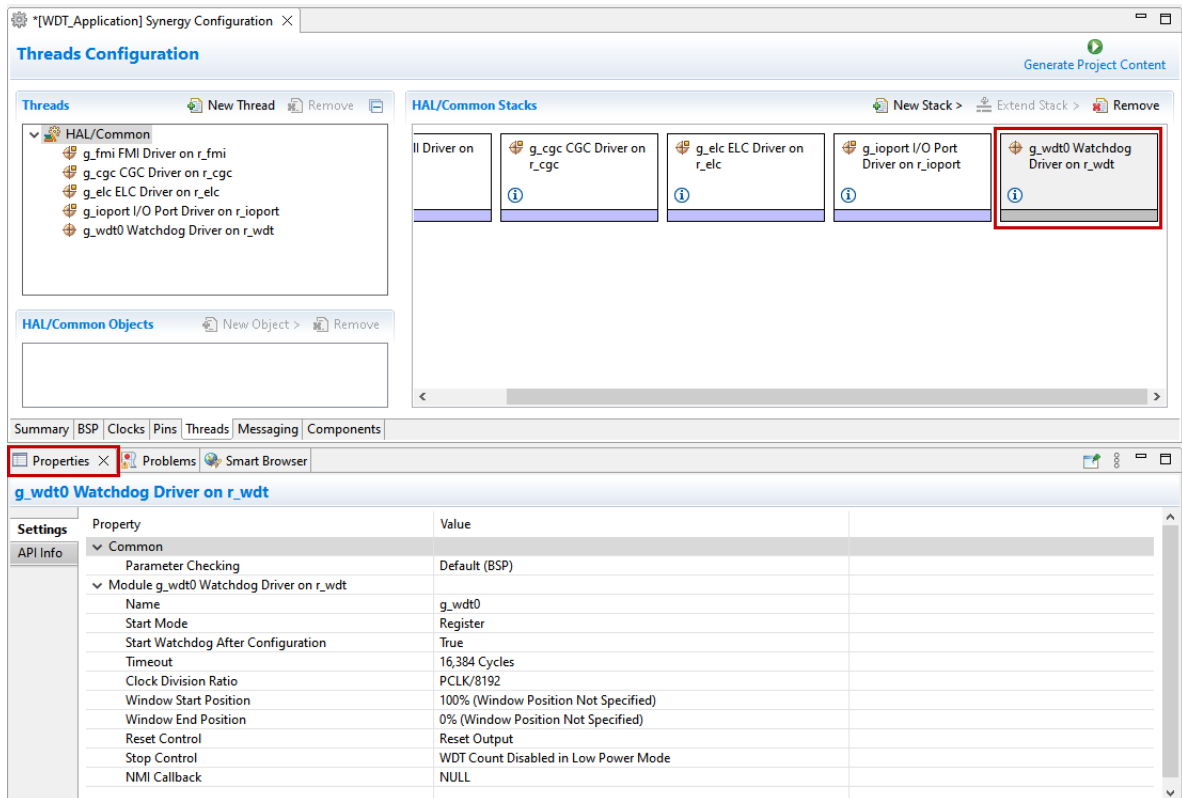 *[WDT_Application] Synergy Configuration
Threads Configuration
Generate Project Content
Threads
New Thread
Remove
HAL/Common
g_fmi FMI Driver on r_fmi
g_cgc CGC Driver on r_cgc
g_elc ELC Driver on r_elc
g_ioport I/O Port Driver on r_ioport
g_wdt0 Watchdog Driver on r_wdt
HAL/Common Objects
New Object >
Remove
HAL/Common Stacks
New Stack >
Extend Stack >
Remove
Driver on
g_cgc CGC Driver on
r_cgc
g_elc ELC Driver on
r_elc
g_ioport I/O Port
Driver on r_ioport
g_wdt0 Watchdog
Driver on r_wdt
Summary BSP Clocks Pins Threads Messaging Components
Properties Problems Smart Browser
g_wdt0 Watchdog Driver on r_wdt
Settings
API Info
Property Value
Common
Parameter Checking Default (BSP)
Module g_wdt0 Watchdog Driver on r_wdt
Name g_wdt0
Start Mode Register
Start Watchdog After Configuration True
Timeout 16,384 Cycles
Clock Division Ratio PCLK/8192
Window Start Position 100% (Window Position Not Specified)
Window End Position 0% (Window Position Not Specified)
Reset Control Reset Output
Stop Control WDT Count Disabled in Low Power Mode
NMI Callback NULL